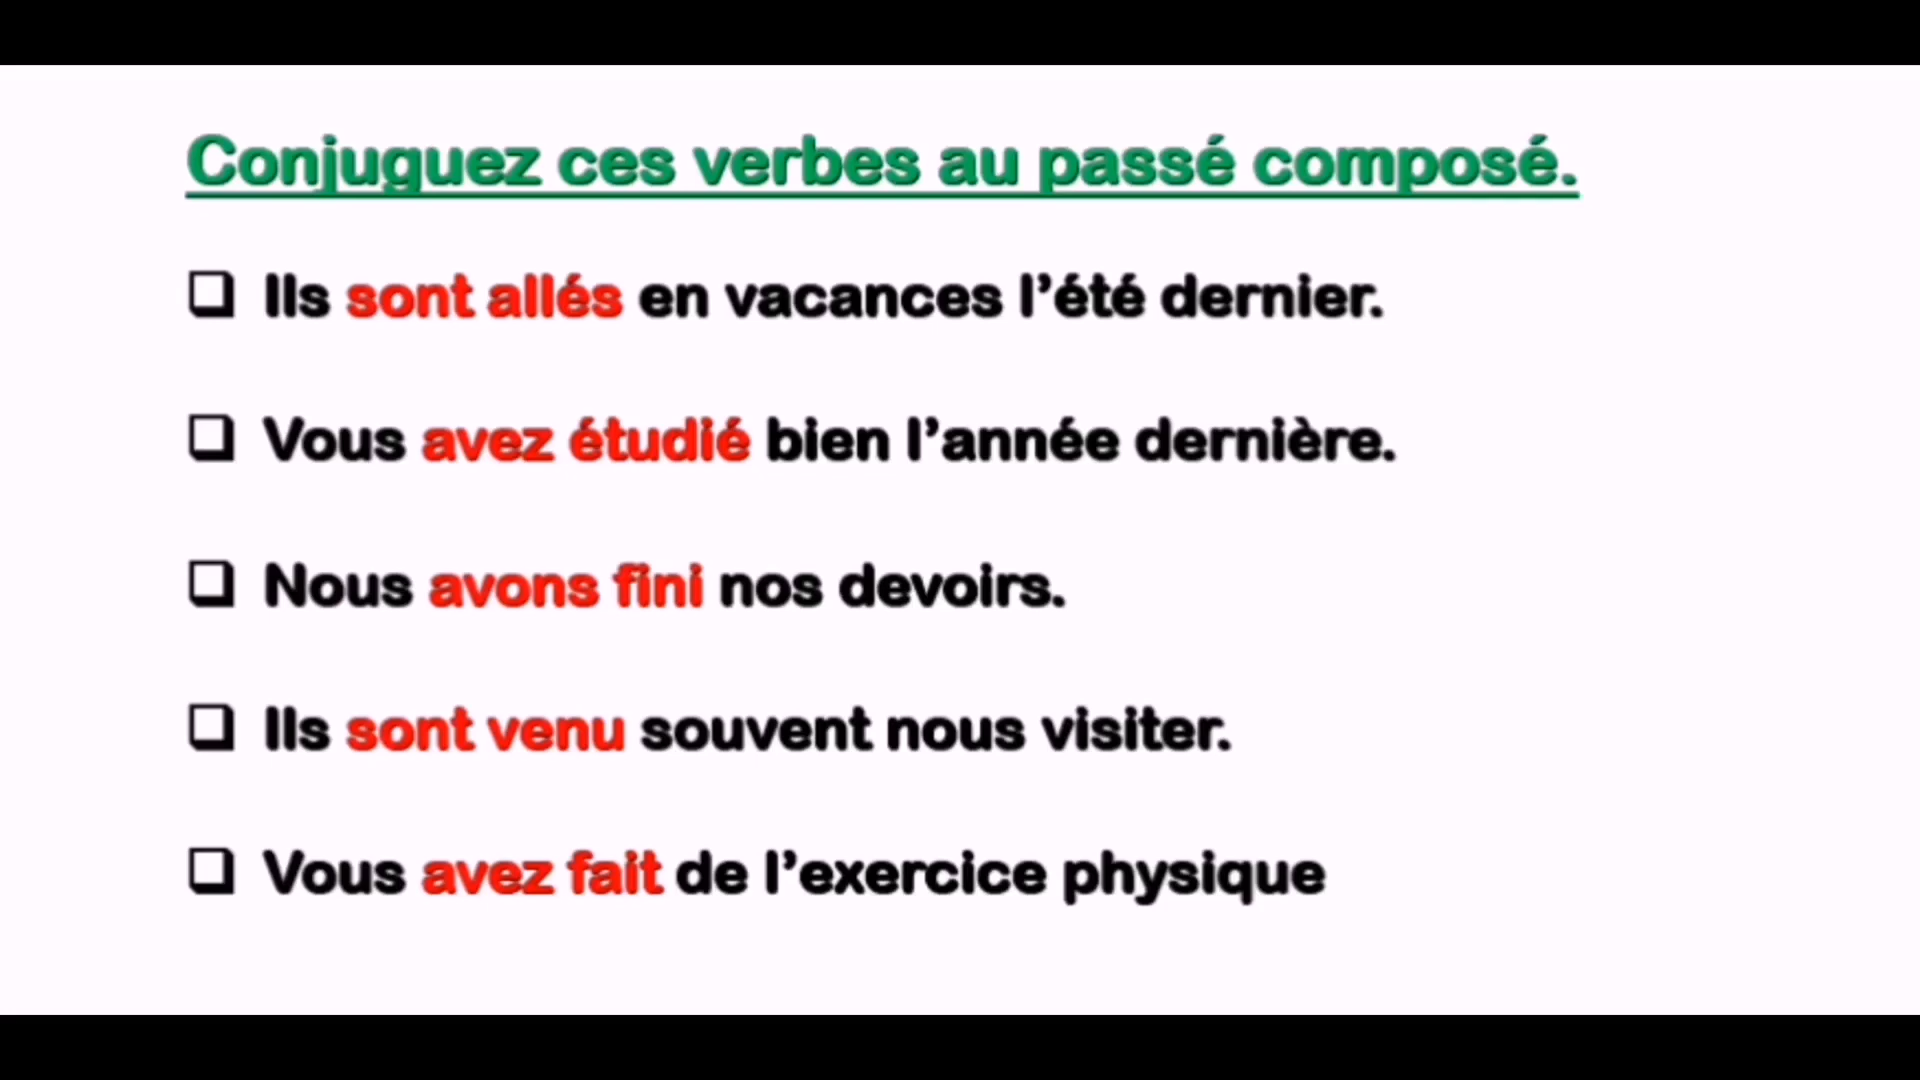 Conjuguez ces verbes au passé composé.
❑ Ils sont allés en vacances l’été dernier.
❑ Vous avez étudié bien l’année dernière.
❑ Nous avons fini nos devoirs.
❑ Ils sont venu souvent nous visiter.
❑ Vous avez fait de l’exercice physique